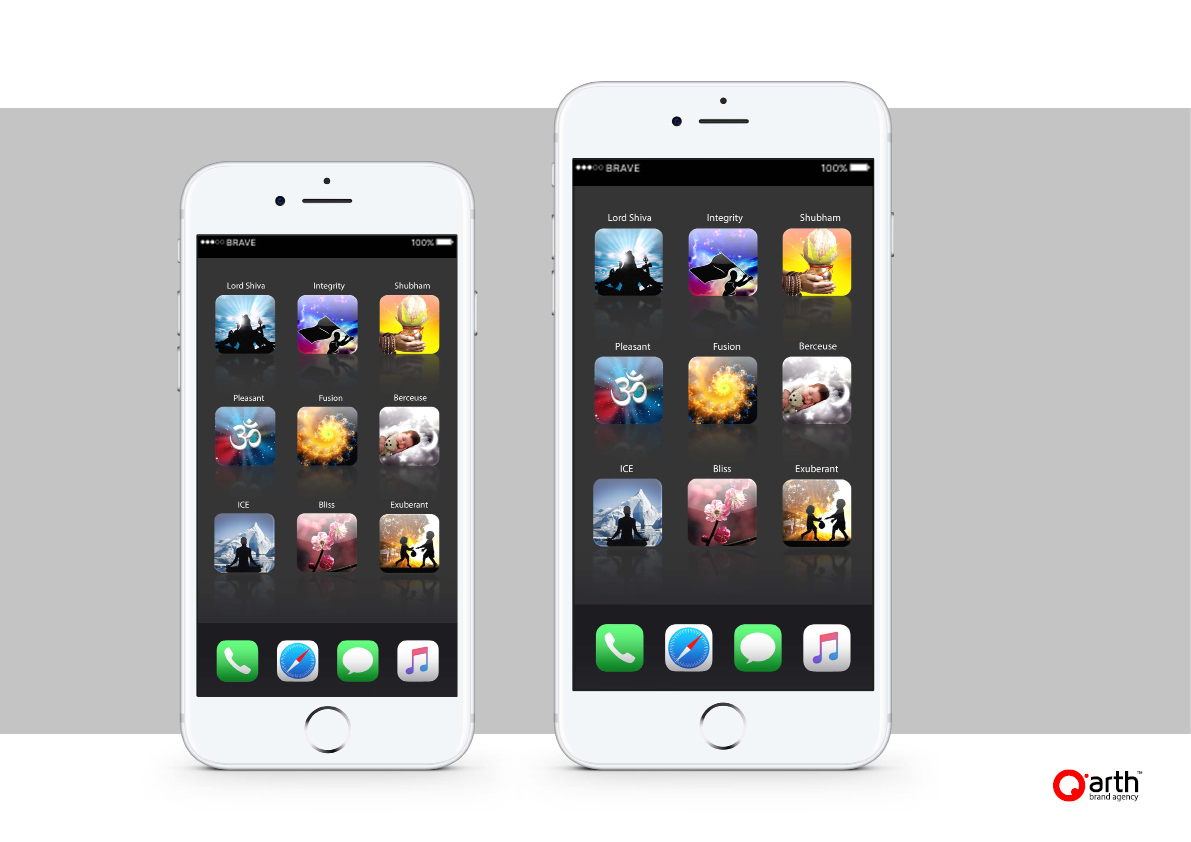 BRAVE 100%
Lord Shiva Integrity Shubham
Pleasant Fusion Berceuse
ॐ
ICE Bliss Exuberant
BRAVE 100%
Lord Shiva Integrity Shubham
Pleasant Fusion Berceuse
ॐ
ICE Bliss Exuberant
Q'arth™
brand agency